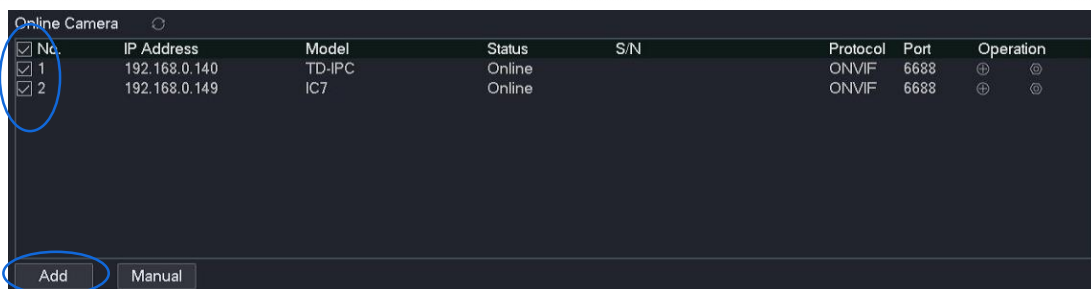 Online Camera
No. IP Address Model Status S/N Protocol Port Operation
1 192.168.0.140 TD-IPC Online ONVIF 6688
2 192.168.0.149 IC7 Online ONVIF 6688
Add Manual